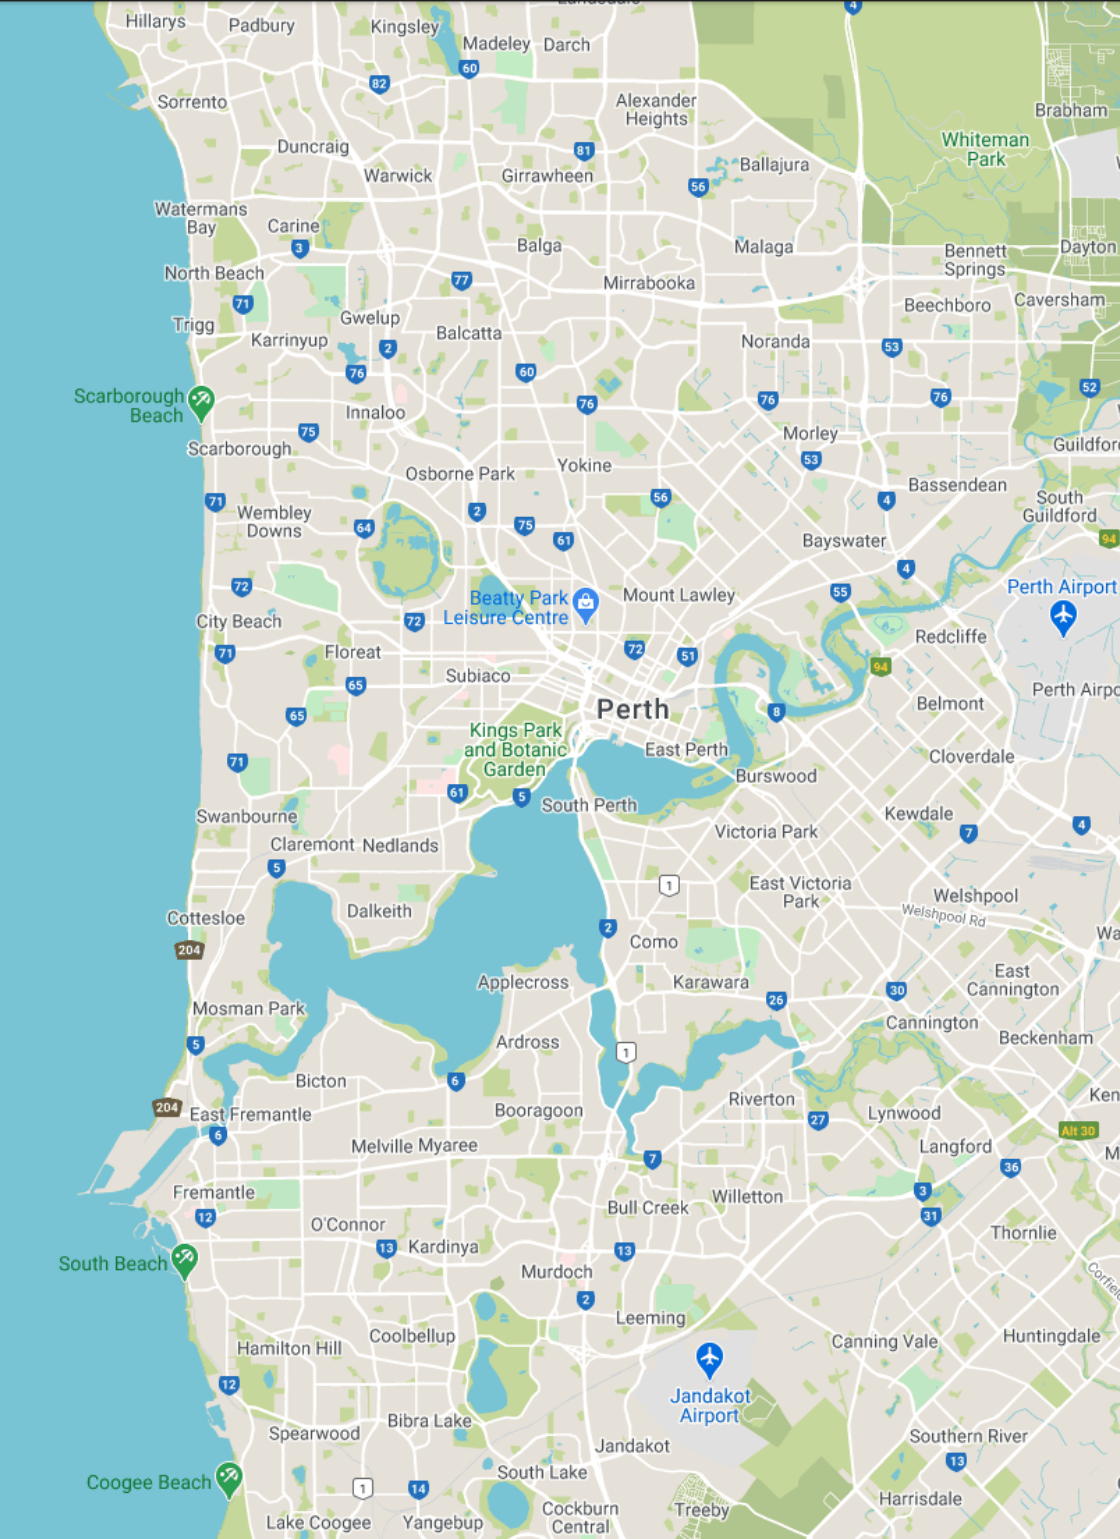 Hillarys
Padbury
Kingsley
Madeley
Darch
4
60
82
Sorrento
Alexander
Heights
Brabham
Whiteman
Park
Duncraig
81
Warwick
Girrawheen
Ballajura
56
Watermans
Bay
Carine
3
Balga
Malaga
Bennett
Springs
Dayton
North Beach
77
Mirrabooka
71
Beechboro
Caversham
Trigg
Gwelup
Karrinyup
2
Balcatta
Noranda
53
76
60
Scarborough
Beach
Innaloo
76
76
76
52
75
Scarborough
Morley
53
Guildford
Osborne Park
Yokine
Bassendean
71
Wembley
Downs
64
2
75
61
56
4
South
Guildford
Bayswater
94
4
72
Beatty Park
Leisure Centre
Mount Lawley
55
Perth Airport
City Beach
72
72
51
Redcliffe
71
Floreat
94
Subiaco
65
65
Perth
8
Belmont
Kings Park
and Botanic
Garden
East Perth
71
61
5
South Perth
Burswood
Cloverdale
Swanbourne
Victoria Park
Kewdale
7
4
Claremont
Nedlands
5
1
East Victoria
Park
Welshpool
Welshpool Rd
Dalkeith
Cottesloe
204
2
Como
Applecross
Karawara
26
30
East
Cannington
Mosman Park
Cannington
5
Ardross
1
Beckenham
Bicton
6
204
East Fremantle
6
Booragoon
Riverton
27
Lynwood
Alt 30
Melville
Myaree
7
Langford
36
Fremantle
12
Bull Creek
Willetton
3
31
O'Connor
13
Kardinya
13
Thornlie
South Beach
Murdoch
2
Leeming
Hamilton Hill
Coolbellup
Canning Vale
Huntingdale
12
Jandakot
Airport
Bibra Lake
Spearwood
Jandakot
Southern River
13
Coogee Beach
1
14
South Lake
Harrisdale
Lake Coogee
Yangebup
Cockburn
Central
Treeby